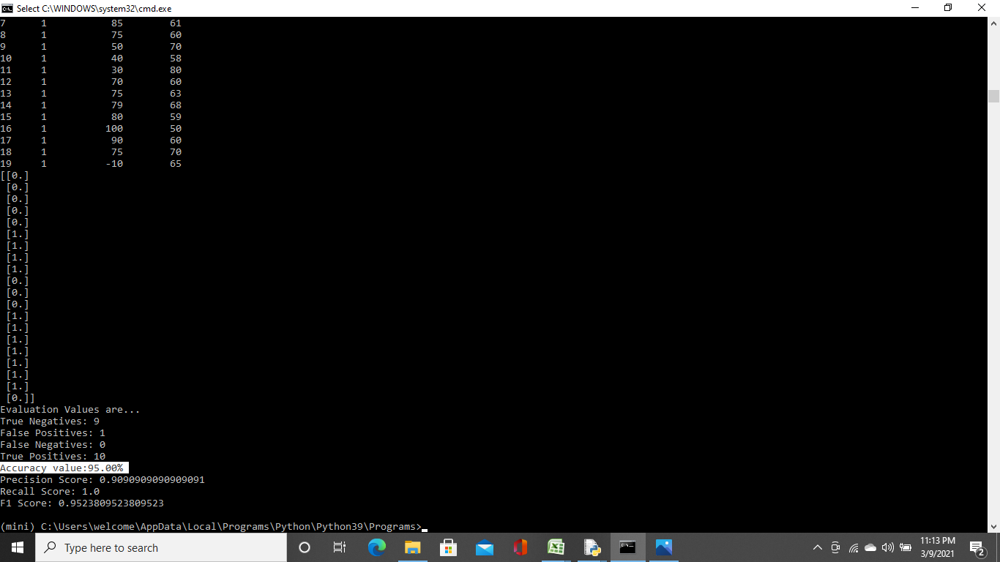 Select C:\WINDOWS\system32\cmd.exe
7 1 85 61
8 1 75 60
9 1 50 70
10 1 40 58
11 1 30 80
12 1 70 60
13 1 75 63
14 1 79 68
15 1 80 59
16 1 100 50
17 1 90 60
18 1 75 70
19 1 -10 65
[[0.]
[0.]
[0.]
[0.]
[0.]
[1.]
[1.]
[1.]
[1.]
[0.]
[0.]
[0.]
[1.]
[1.]
[1.]
[1.]
[1.]
[1.]
[1.]
[0.]]
Evaluation Values are...
True Negatives: 9
False Positives: 1
False Negatives: 0
True Positives: 10
Accuracy value:95.00%
Precision Score: 0.9090909090909091
Recall Score: 1.0
F1 Score: 0.9523809523809523
(mini) C:\Users\welcome\AppData\Local\Programs\Python\Python39\Programs>
Type here to search
11:13 PM
3/9/2021
2